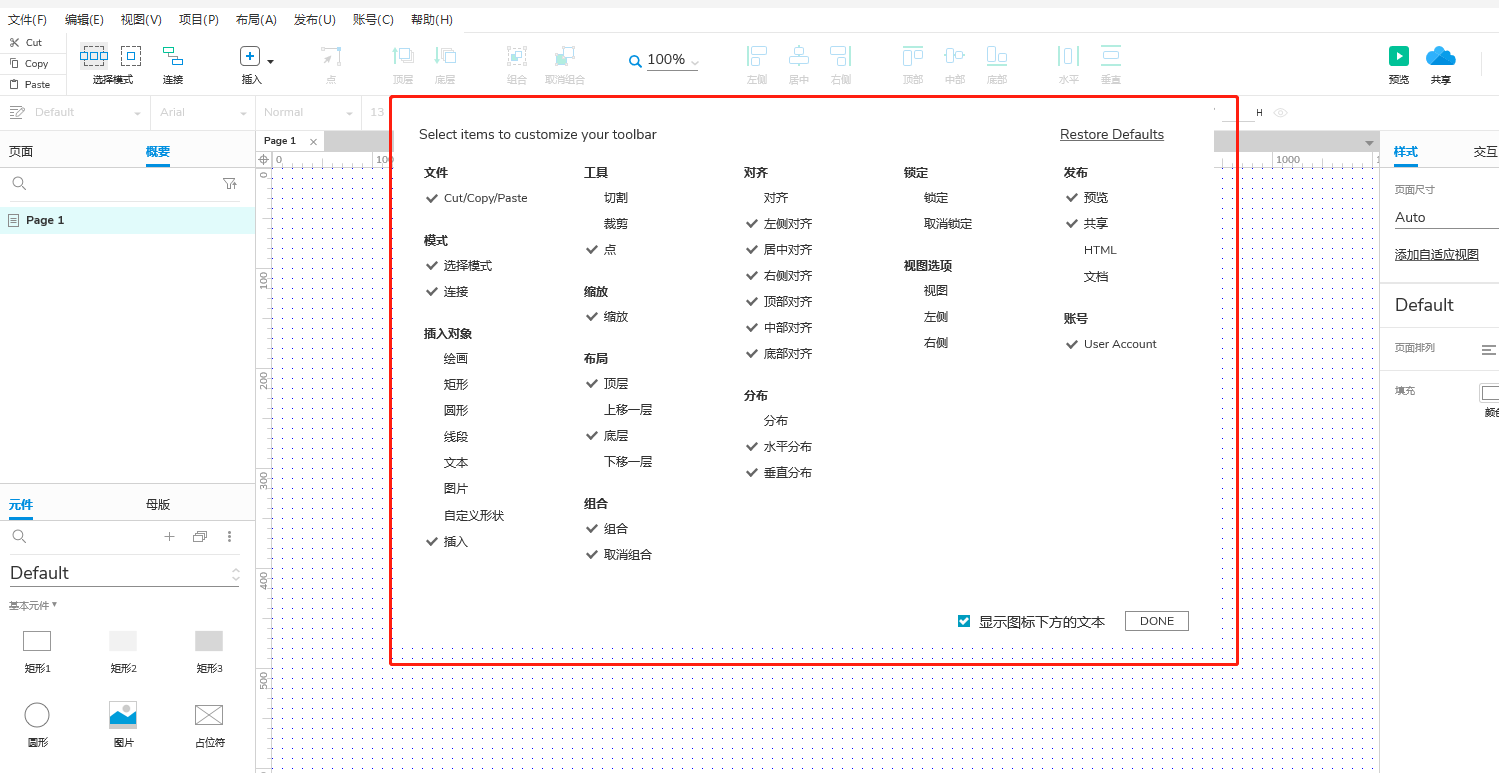 文件(F) 编辑(E) 视图(V) 项目(P) 布局(A) 发布(U) 账号(C) 帮助(H)
Cut
Copy
Paste
选择模式 连接 插入 点 顶层 底层 组合 取消组合 100% 左侧 居中 右侧 顶部 中部 底部 水平 垂直 预览 共享
Default Arial Normal 13 H
页面 概要
Page 1
Page 1
0 100 1000
0
100
200
300
400
500
Select items to customize your toolbar Restore Defaults
文件
Cut/Copy/Paste
模式
选择模式
连接
插入对象
绘画
矩形
圆形
线段
文本
图片
自定义形状
插入
工具
切割
裁剪
点
缩放
缩放
布局
顶层
上移一层
底层
下移一层
组合
组合
取消组合
对齐
对齐
左侧对齐
居中对齐
右侧对齐
顶部对齐
中部对齐
底部对齐
分布
分布
水平分布
垂直分布
锁定
锁定
取消锁定
视图选项
视图
左侧
右侧
发布
预览
共享
HTML
文档
账号
User Account
显示图标下方的文本 DONE
元件 母版
Default
基本元件
矩形1 矩形2 矩形3
圆形 图片 占位符
样式 交互
页面尺寸
Auto
添加自适应视图
Default
页面排列
填充
颜